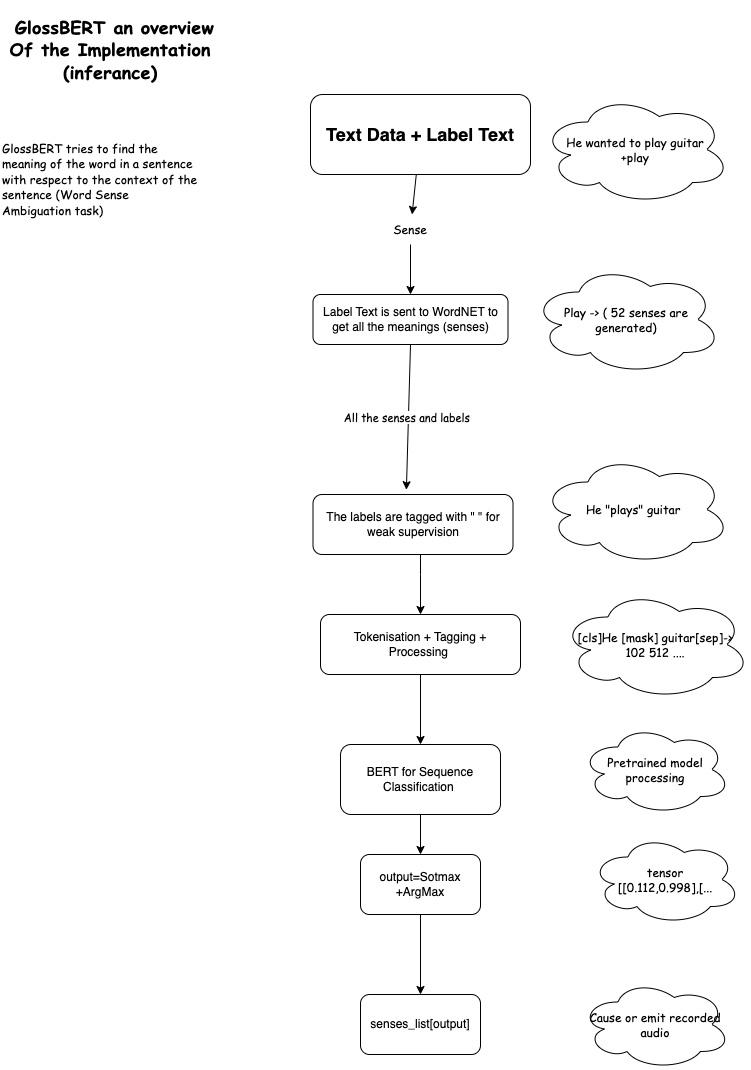 GlossBERT an overview
Of the Implementation
(inferance)
GlossBERT tries to find the
meaning of the word in a sentence
with respect to the context of the
sentence (Word Sense
Ambiguation task)
Text Data + Label Text
He wanted to play guitar
+play
Sense
Label Text is sent to WordNET to
get all the meanings (senses)
Play -> ( 52 senses are
generated)
All the senses and labels
The labels are tagged with " " for
weak supervision
He "plays" guitar
Tokenisation + Tagging +
Processing
[cls]He [mask] guitar[sep]->
102 512 ....
BERT for Sequence
Classification
Pretrained model
processing
output=Sotmax
+ArgMax
tensor
[[0.112,0.998],[...
senses_list[output]
Cause or emit recorded
audio